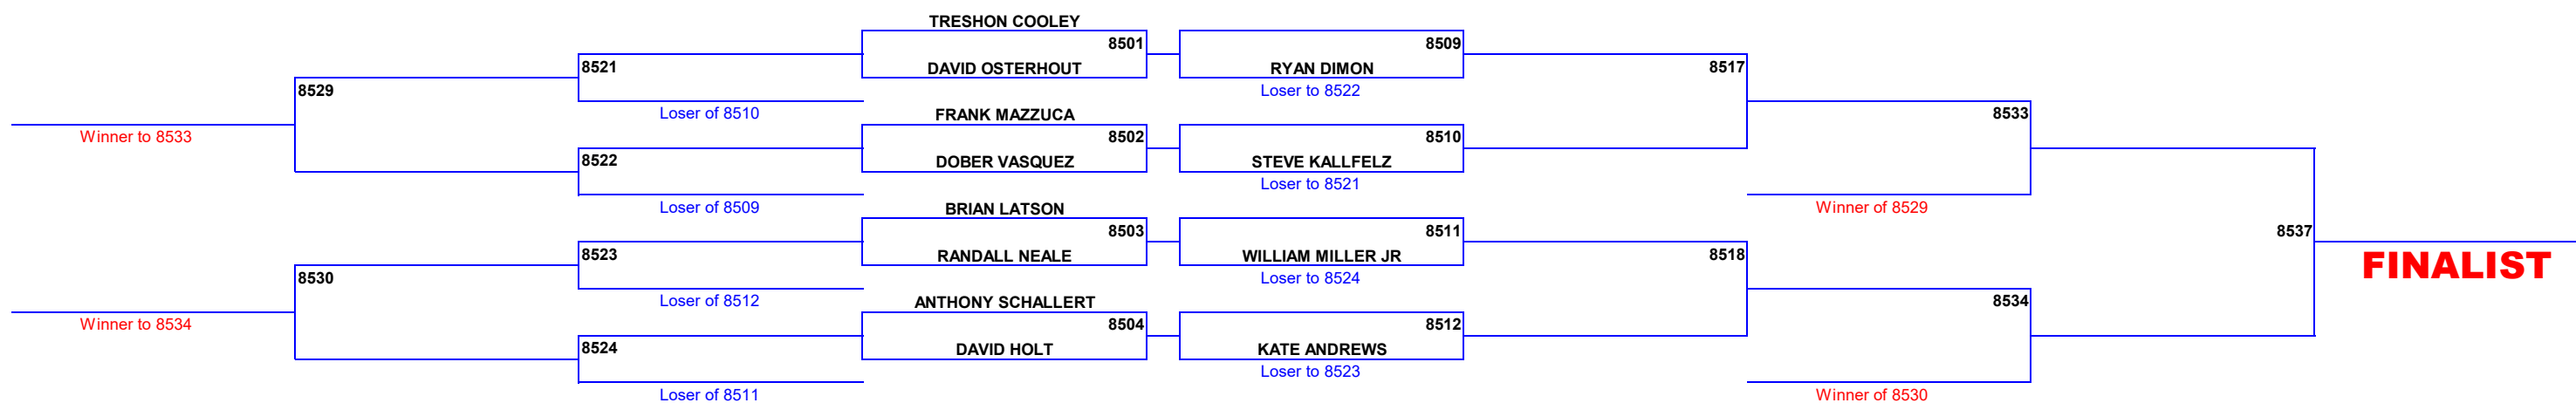 TRESHON COOLEY
8501
8509
8521
DAVID OSTERHOUT
RYAN DIMON
8517
8529
Loser to 8522
Loser of 8510
FRANK MAZZUCA
8533
Winner to 8533
8502
8510
8522
DOBER VASQUEZ
STEVE KALLFELZ
Loser to 8521
Loser of 8509
BRIAN LATSON
Winner of 8529
8503
8511
8537
8523
RANDALL NEALE
WILLIAM MILLER JR
8518
FINALIST
8530
Loser to 8524
Loser of 8512
ANTHONY SCHALLERT
8534
Winner to 8534
8504
8512
8524
DAVID HOLT
KATE ANDREWS
Loser to 8523
Loser of 8511
Winner of 8530